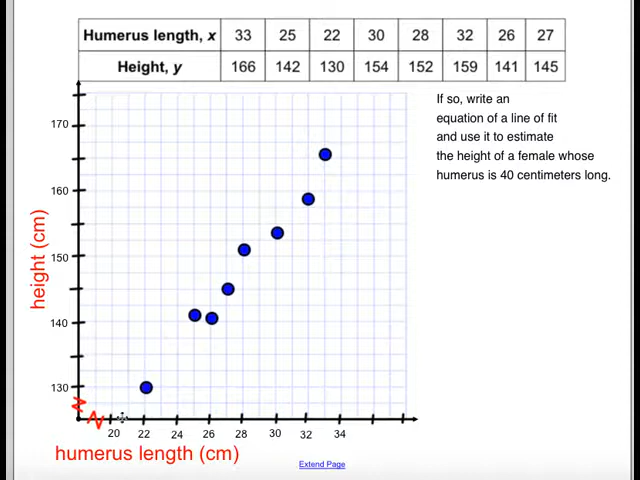 Humerus length, x 33 25 22 30 28 32 26 27
Height, y 166 142 130 154 152 159 141 145
If so, write an
equation of a line of fit
and use it to estimate
the height of a female whose
humerus is 40 centimeters long.
170
160
150
140
130
height (cm)
20 22 24 26 28 30 32 34
humerus length (cm)
Extend Page